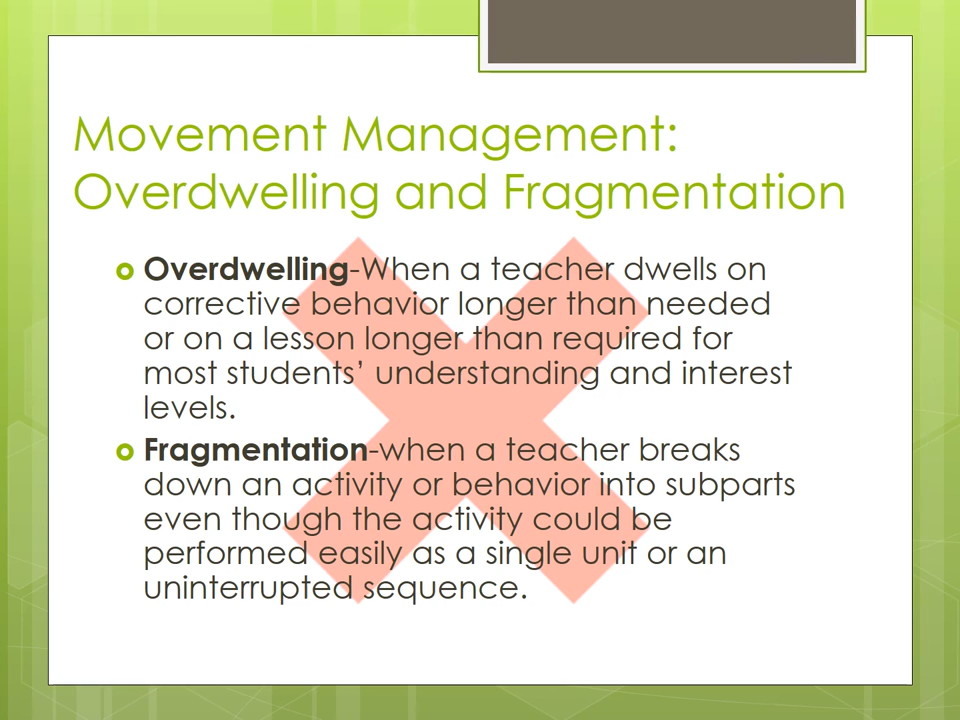 Movement Management:
Overdwelling and Fragmentation
Overdwelling-When a teacher dwells on
corrective behavior longer than needed
or on a lesson longer than required for
most students’ understanding and interest
levels.
Fragmentation-when a teacher breaks
down an activity or behavior into subparts
even though the activity could be
performed easily as a single unit or an
uninterrupted sequence.